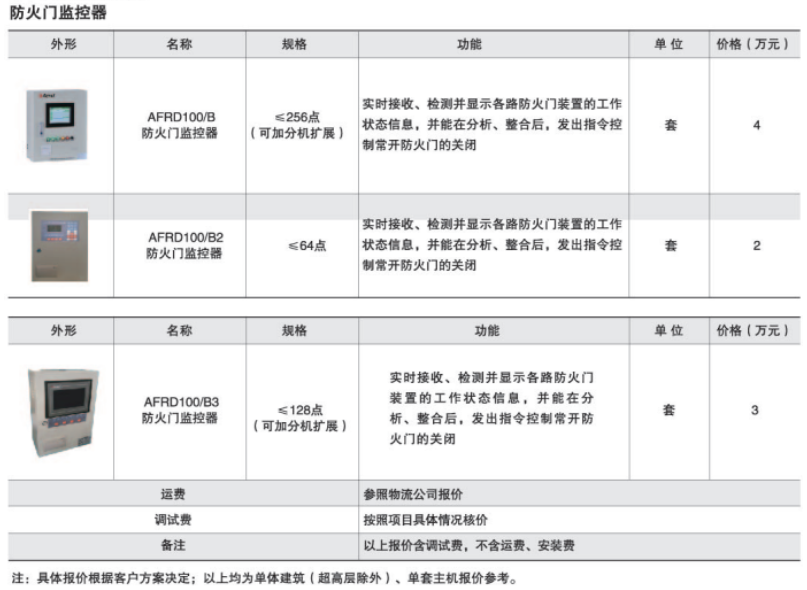 防火门监控器
外形 名称 规格 功能 单 位 价格（万元）
AFRD100/B
防火门监控器
≤256点
（可加分机扩展）
实时接收、检测并显示各路防火门装置的工作
状态信息，并能在分析、整合后，发出指令控
制常开防火门的关闭
套
4
AFRD100/B2
防火门监控器
≤64点
实时接收、检测并显示各路防火门装置的工作
状态信息，并能在分析、整合后，发出指令控
制常开防火门的关闭
套
2
外形 名称 规格 功能 单 位 价格（万元）
AFRD100/B3
防火门监控器
≤128点
（可加分机扩展）
实时接收、检测并显示各路防火门
装置的工作状态信息，并能在分
析、整合后，发出指令控制常开防
火门的关闭
套
3
运费 参照物流公司报价
调试费 按照项目具体情况核价
备注 以上报价含调试费，不含运费、安装费
注：具体报价根据客户方案决定；以上均为单体建筑（超高层除外）、单套主机报价参考。